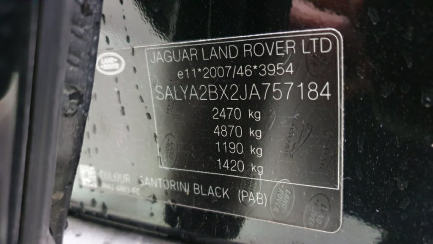 JAGUAR LAND ROVER LTD
e11*2007/46*3954
SALYA2BX2JA757184
2470 kg
4870 kg
1190 kg
1420 kg
COLOUR SANTORINI BLACK (PAB)